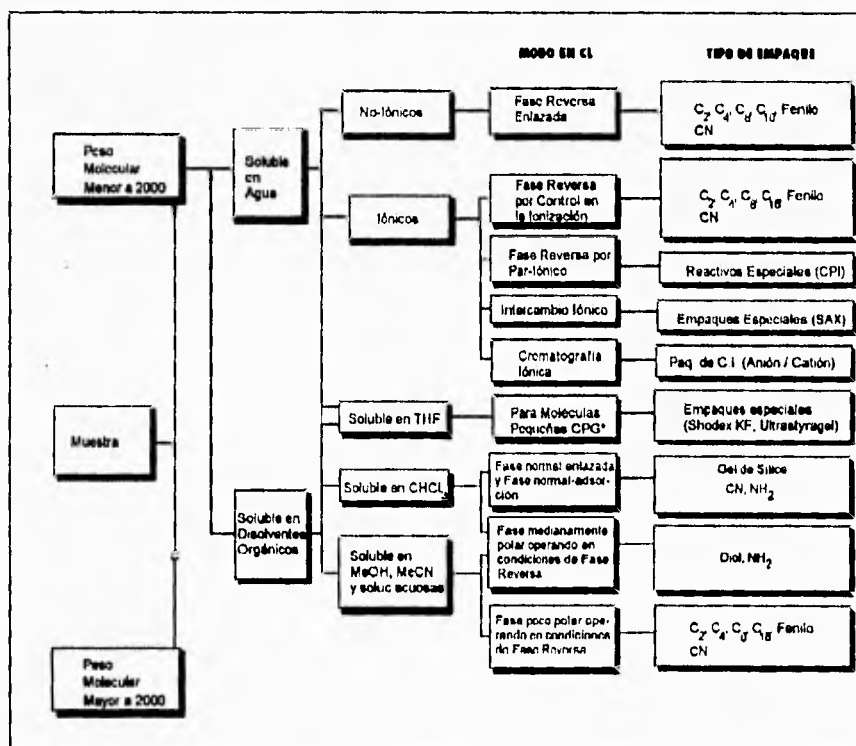 MODO EN CL
TIPO DE EMPAQUE
Peso
Molecular
Menor a 2000
Soluble
en
Agua
No-Iónicos
Fase Reversa
Enlazada
C2, C4, C8, C10, Fenilo
CN
Iónicos
Fase Reversa
por Control en
la Ionización
C2, C4, C8, C18, Fenilo
CN
Fase Reversa por
Par-Iónico
Reactivos Especiales (CPI)
Intercambio Iónico
Empaques Especiales (SAX)
Cromatografía
Iónica
Paq. de C.I. (Anión / Catión)
Muestra
Soluble en THF
Para Moléculas
Pequeñas CPG*
Empaques especiales
(Shodex KF, Ultrastyragel)
Soluble en
Disolventes
Orgánicos
Soluble en CHCL3
Fase normal enlazada
y Fase normal-adsor-
ción
Gel de Sílice
CN, NH2
Soluble en
MeOH, MeCN
y soluc acuosas
Fase medianamente
polar operando en
condiciones de Fase
Reversa
Diol, NH2
Fase poco polar ope-
rando en condiciones
de Fase Reversa
C2, C4, C8, C18, Fenilo
CN
Peso
Molecular
Mayor a 2000